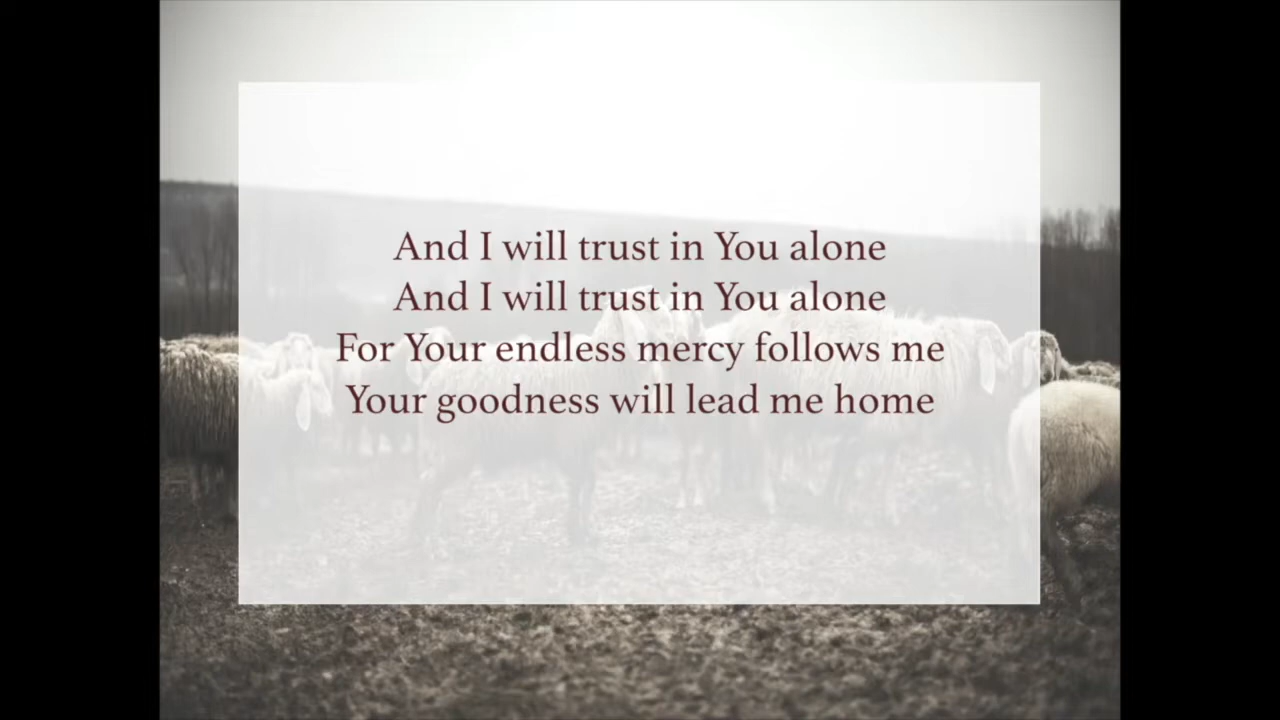 And I will trust in You alone
And I will trust in You alone
For Your endless mercy follows me
Your goodness will lead me home